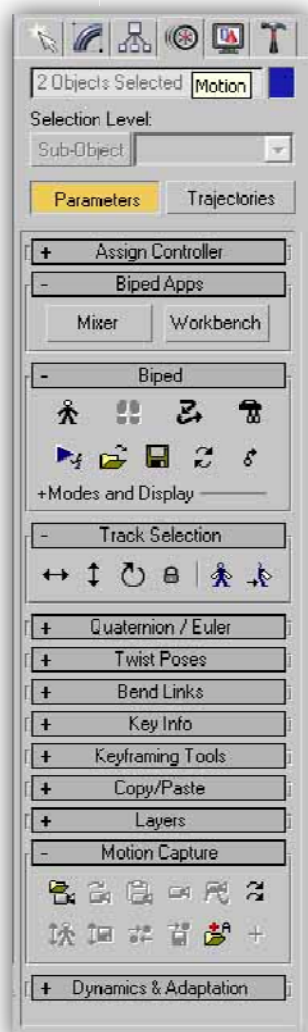 2 Objects Selected Motion
Selection Level:
Sub-Object
Parameters Trajectories
+ Assign Controller
- Biped Apps
Mixer Workbench
- Biped
+Modes and Display
- Track Selection
+ Quaternion / Euler
+ Twist Poses
+ Bend Links
+ Key Info
+ Keyframing Tools
+ Copy/Paste
+ Layers
- Motion Capture
+ Dynamics & Adaptation